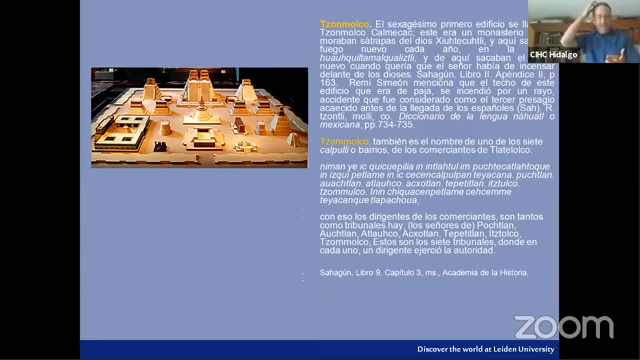 Tzonmolco. El sexagésimo primero edificio se
Tzonmolco Calmecac; este era un monasterio
moraban sátrapas del dios Xiuhtecuhtli, y aquí
fuego nuevo cada año, en la
huauhquiltamalqualiztli, y de aquí sacaban el
nuevo cuando quería que el señor había de incensar
delante de los dioses. Sahagún. Libro II. Apéndice II, p
163. Remi Simeón menciona que el techo de este
edificio que era de paja, se incendió por un rayo,
accidente que fue considerado como el tercer presagio
acaecido antes de la llegada de los españoles (Sah). R.
tzontli, molli, co. Diccionario de la lengua náhuatl o
mexicana, pp.734-735.
Tzommolco, también es el nombre de uno de los siete
calpulli o barrios, de los comerciantes de Tlatelolco.
niman ye ic quicuepilia in intlahtul im puchtecatlahtoque
in izqui petlame in ic cecencalpulpan teyacana. puchtlan.
auachtlan. atlauhco. acxotlan. tepetitlan. itztulco.
tzommulco. Inin chiquacenpetlame cehcemme
teyacanque tlapachoua,
con eso los dirigentes de los comerciantes, son tantos
como tribunales hay, (los señores de) Pochtlan,
Auchtlan, Atlauhco, Acxotlan, Tepetitlan, Itztolco,
Tzommolco, Estos son los siete tribunales, donde en
cada uno, un dirigente ejerció la autoridad.
Sahagún, Libro 9, Capítulo 3, ms., Academia de la Historia.
CIHC Hidalgo
zoom
Discover the world at Leiden University